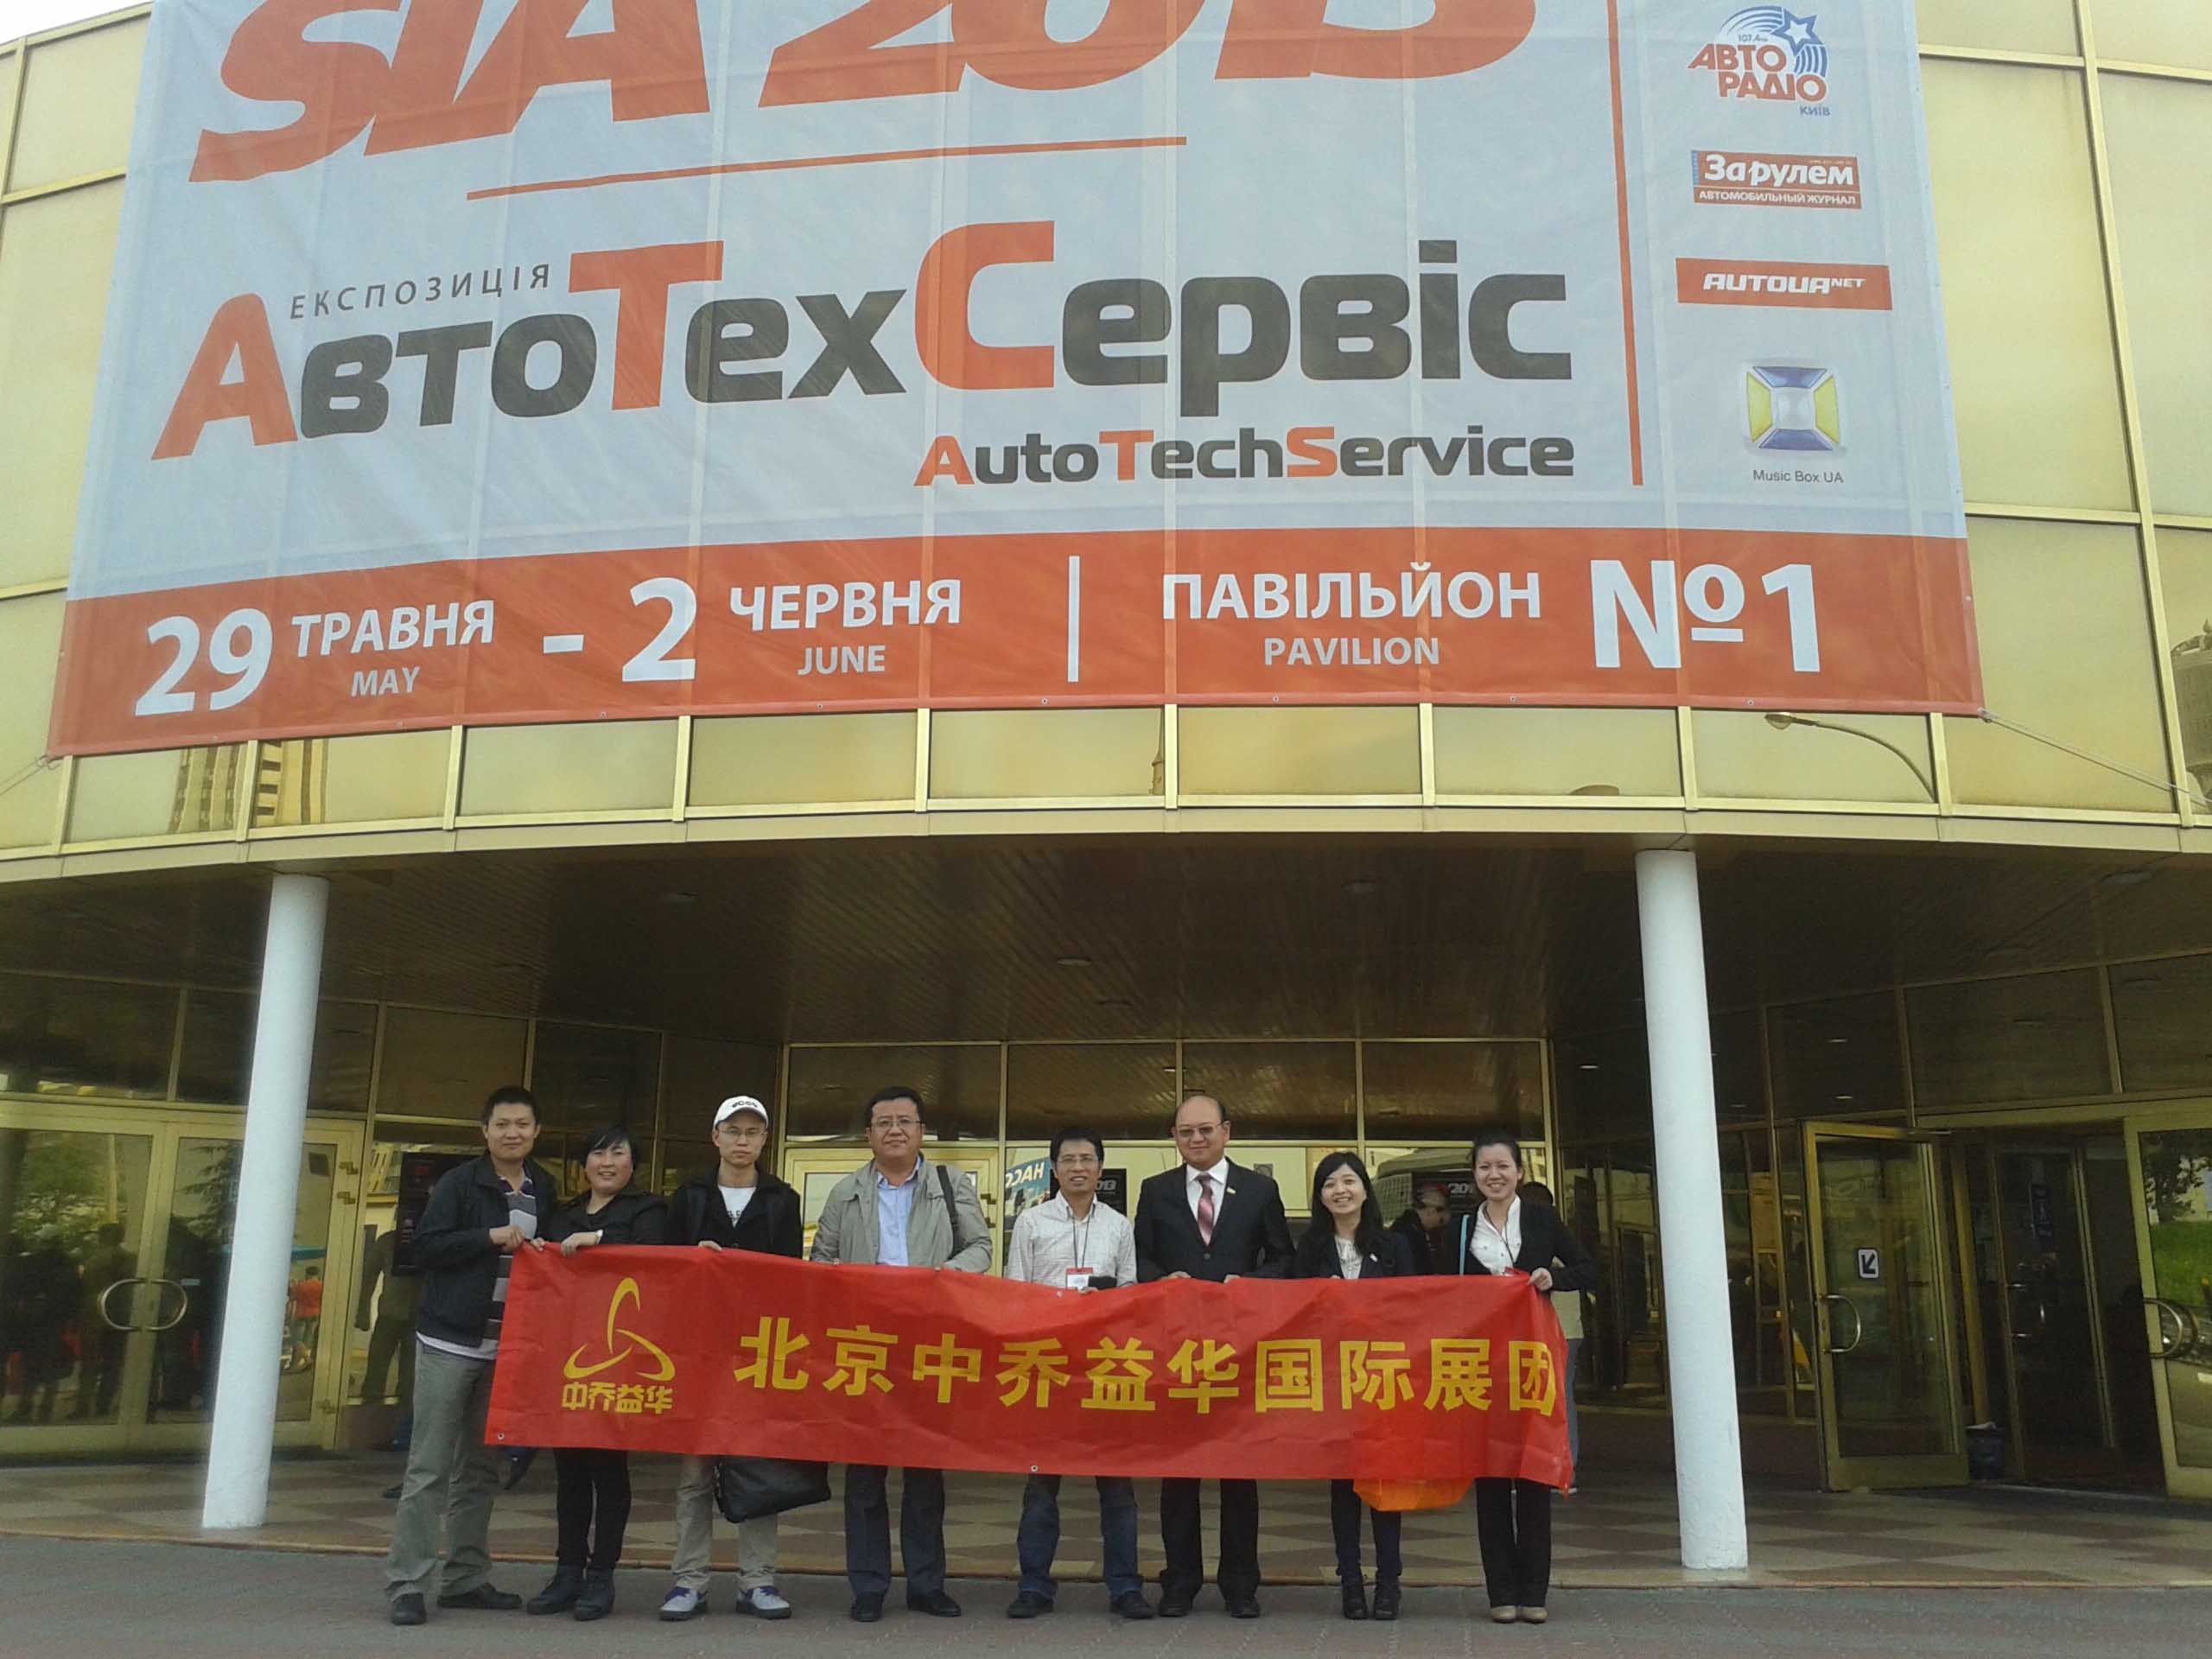 SIA 2013
ЕКСПОЗИЦІЯ
АвтоТехСервіс
AutoTechService
29 ТРАВНЯ - 2 ЧЕРВНЯ | ПАВІЛЬЙОН №1
MAY JUNE PAVILION
АВТО
РАДІО
КИЇВ
За рулем
АВТОМОБИЛЬНЫЙ ЖУРНАЛ
AUTOUA NET
Music Box UA
中乔益华
北京中乔益华国际展团